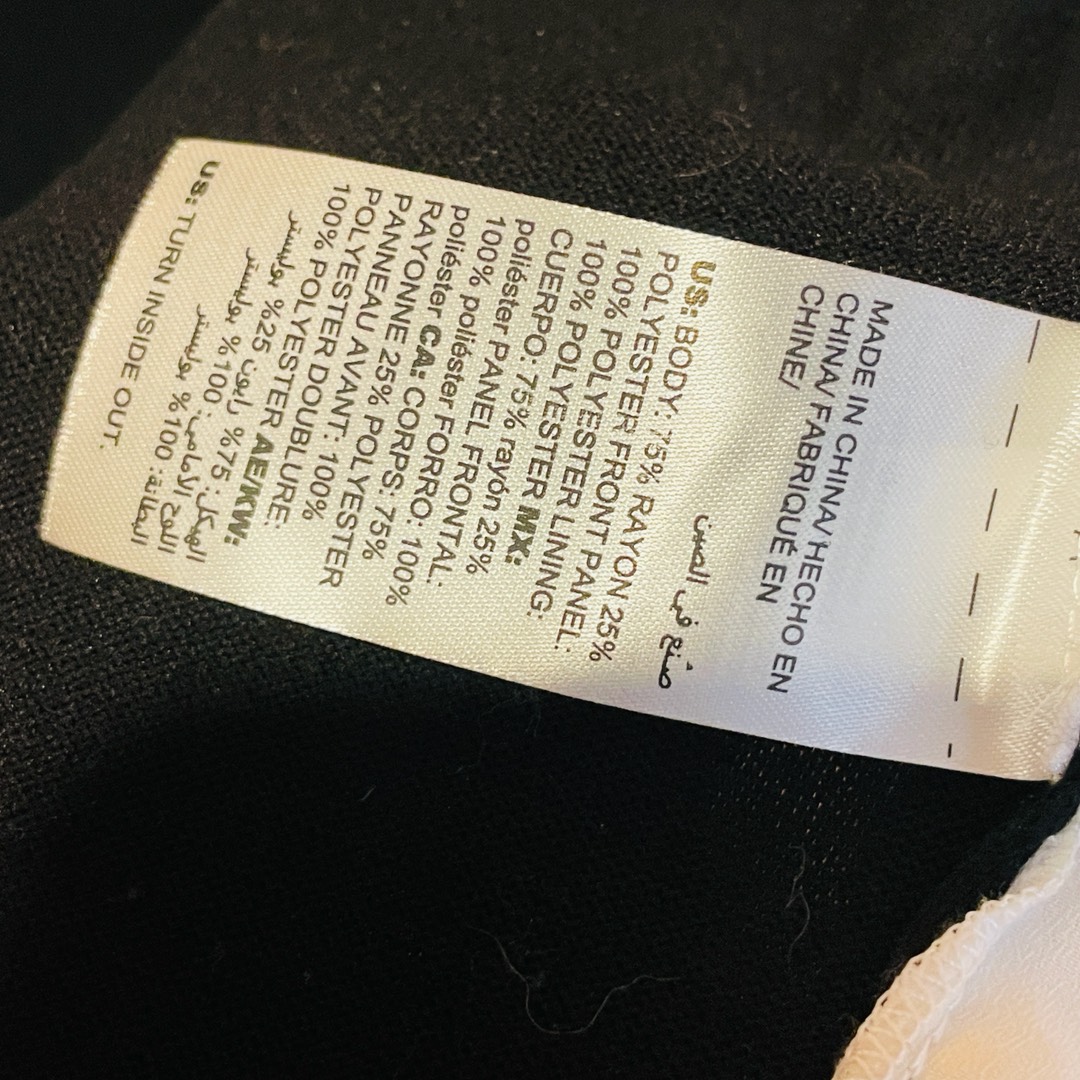 MADE IN CHINA/ HECHO EN
CHINA/ FABRIQUÉ EN
CHINE/
صنع في الصين
US: BODY: 75% RAYON 25%
POLYESTER FRONT PANEL:
100% POLYESTER LINING:
100% POLYESTER MX:
CUERPO: 75% rayón 25%
poliéster PANEL FRONTAL:
100% poliéster FORRO: 100%
poliéster CA: CORPS: 75%
RAYONNE 25% POLYESTER
PANNEAU AVANT: 100%
POLYESTER DOUBLURE:
100% POLYESTER AE/KW:
الهيكل: 75% رايون 25% بوليستر
اللوح الأمامي: 100% بوليستر
البطانة: 100% بوليستر
US: TURN INSIDE OUT.